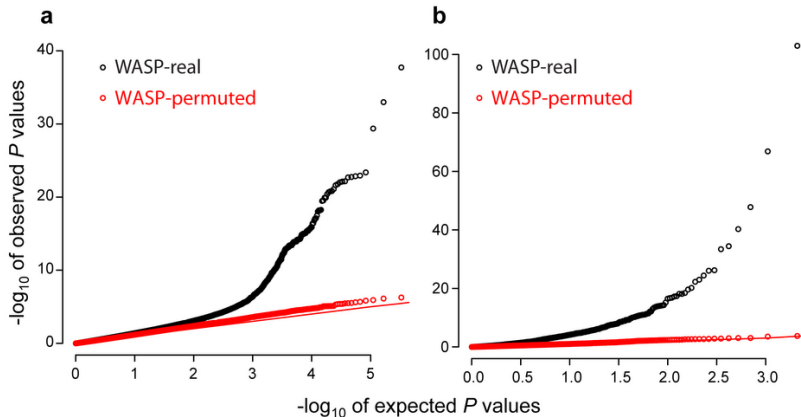 a
40
30
20
10
0
WASP-real
WASP-permuted
0 1 2 3 4 5
b
100
80
60
40
20
0
WASP-real
WASP-permuted
0.0 0.5 1.0 1.5 2.0 2.5 3.0
-log10 of observed P values
-log10 of expected P values